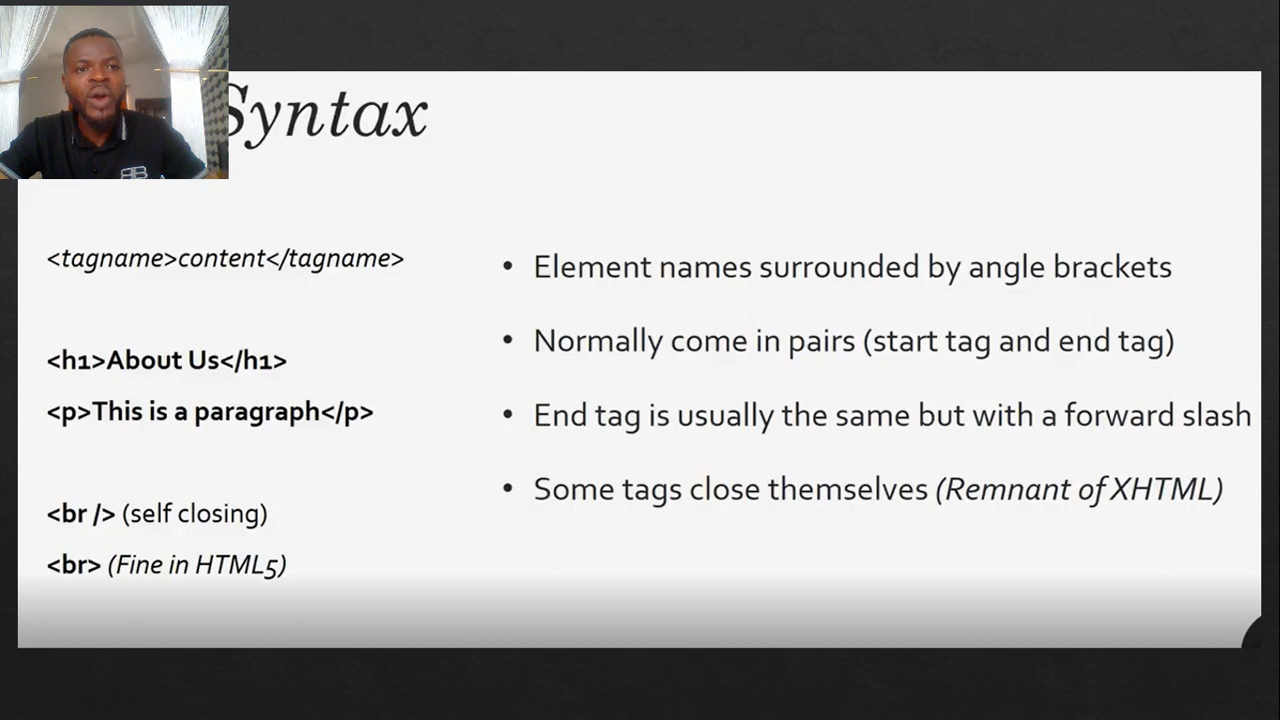 Syntax
<tagname>content</tagname>
<h1>About Us</h1>
<p>This is a paragraph</p>
<br /> (self closing)
<br> (Fine in HTML5)
• Element names surrounded by angle brackets
• Normally come in pairs (start tag and end tag)
• End tag is usually the same but with a forward slash
• Some tags close themselves (Remnant of XHTML)